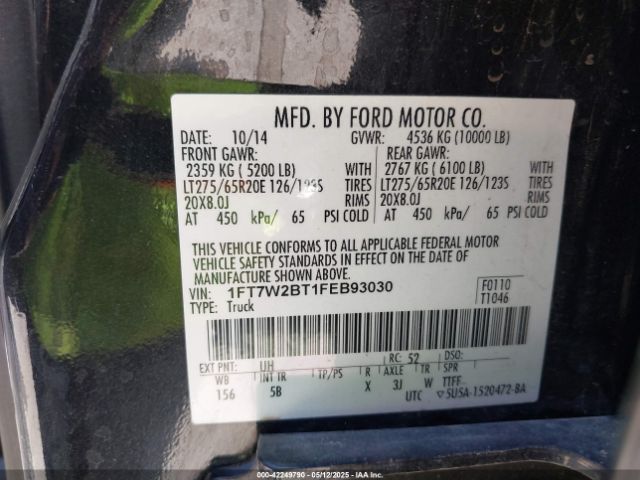 MFD. BY FORD MOTOR CO.
DATE: 10/14 GVWR: 4536 KG (10000 LB)
FRONT GAWR: REAR GAWR:
2359 KG ( 5200 LB) WITH 2767 KG ( 6100 LB) WITH
LT275/65R20E 126/123S TIRES LT275/65R20E 126/123S TIRES
20X8.0J RIMS 20X8.0J RIMS
AT 450 kPa/ 65 PSI COLD AT 450 kPa/ 65 PSI COLD
THIS VEHICLE CONFORMS TO ALL APPLICABLE FEDERAL MOTOR
VEHICLE SAFETY STANDARDS IN EFFECT ON THE DATE OF
MANUFACTURE SHOWN ABOVE.
VIN: 1FT7W2BT1FEB93030 F0110
TYPE: Truck T1046
EXT PNT: UH RC: 52 DSO:
WB INT TR TP/PS R AXLE TR SPR
156 5B X 3J W TTFF
UTC ▽5U5A-1520472-BA
000-42249790 - 05/12/2025 - IAAI.COM